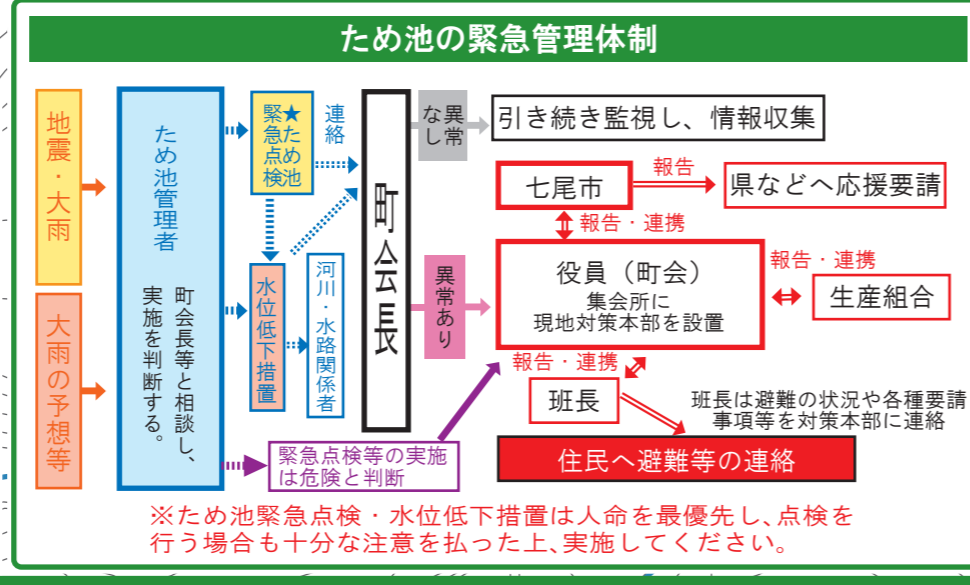 ため池の緊急管理体制
地震・大雨
大雨の予想等
ため池管理者
町会長等と相談し、
実施を判断する。
★ため池
緊急点検
連絡
水位低下措置
河川・水路関係者
緊急点検等の実施
は危険と判断
町会長
異常
なし
引き続き監視し、情報収集
異常あり
七尾市
報告
県などへ応援要請
報告・連携
役員（町会）
集会所に
現地対策本部を設置
報告・連携
生産組合
報告・連携
班長
班長は避難の状況や各種要請
事項等を対策本部に連絡
住民へ避難等の連絡
※ため池緊急点検・水位低下措置は人命を最優先し、点検を
行う場合も十分な注意を払った上、実施してください。